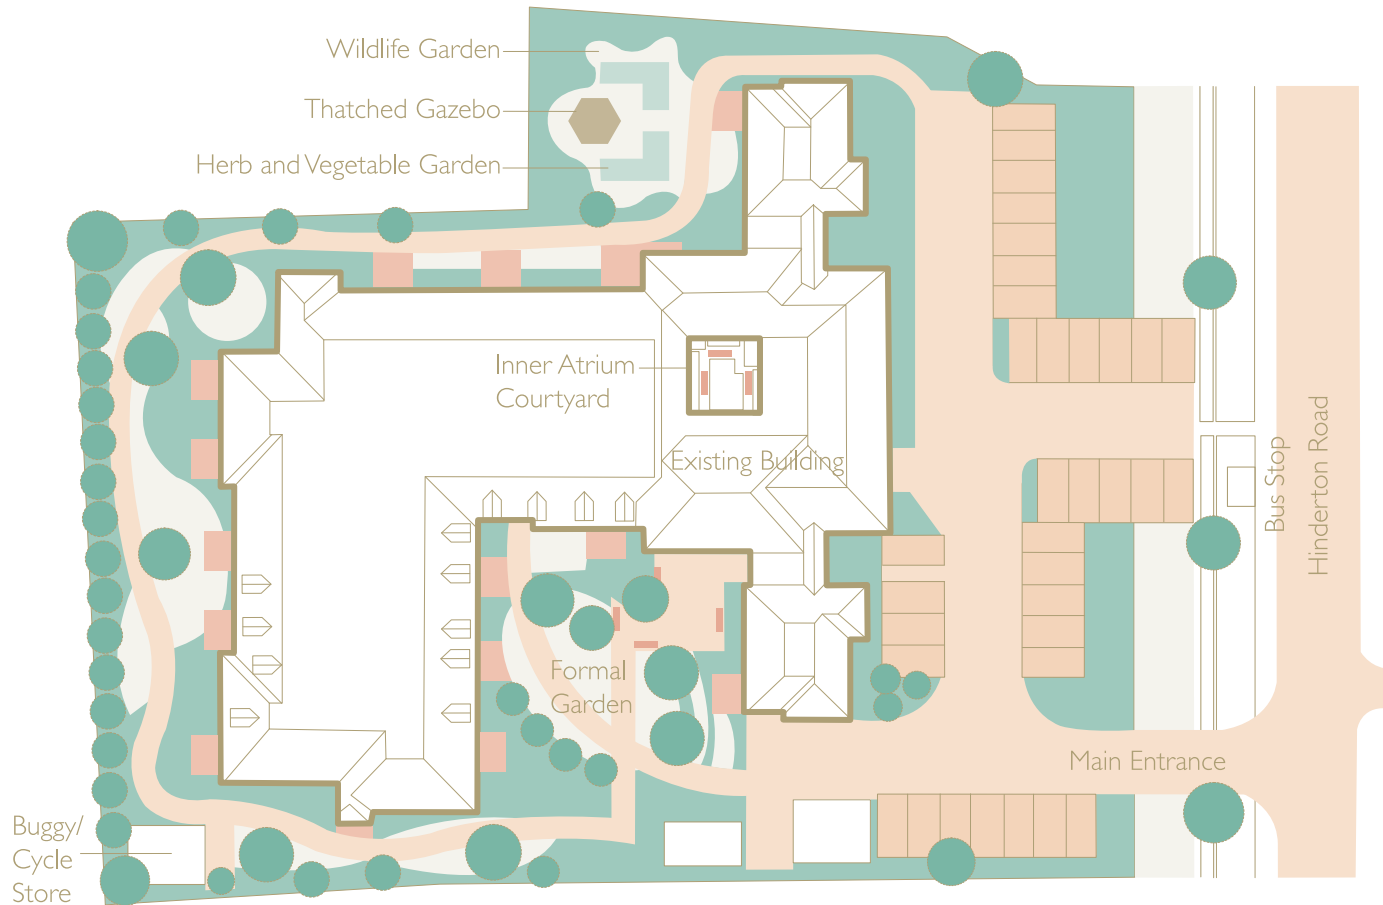 Wildlife Garden
Thatched Gazebo
Herb and Vegetable Garden
Inner Atrium
Courtyard
Existing Building
Bus Stop
Hinderton Road
Formal
Garden
Main Entrance
Buggy/
Cycle
Store